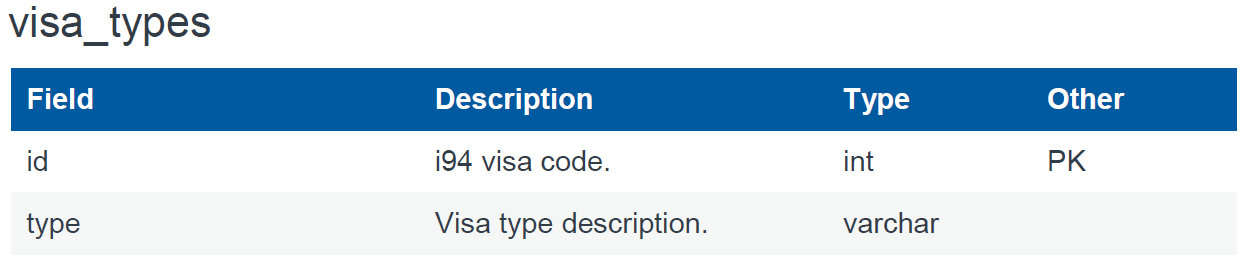 visa_types
Field Description Type Other
id i94 visa code. int PK
type Visa type description. varchar